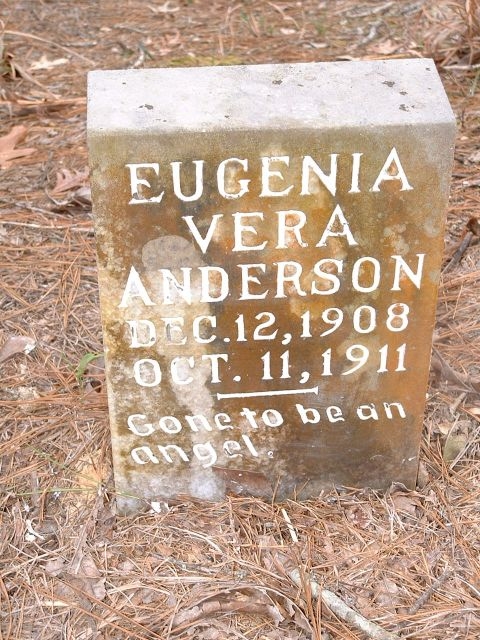 EUGENIA
VERA
ANDERSON
DEC. 12, 1908
OCT. 11, 1911
Gone to be an
angel.